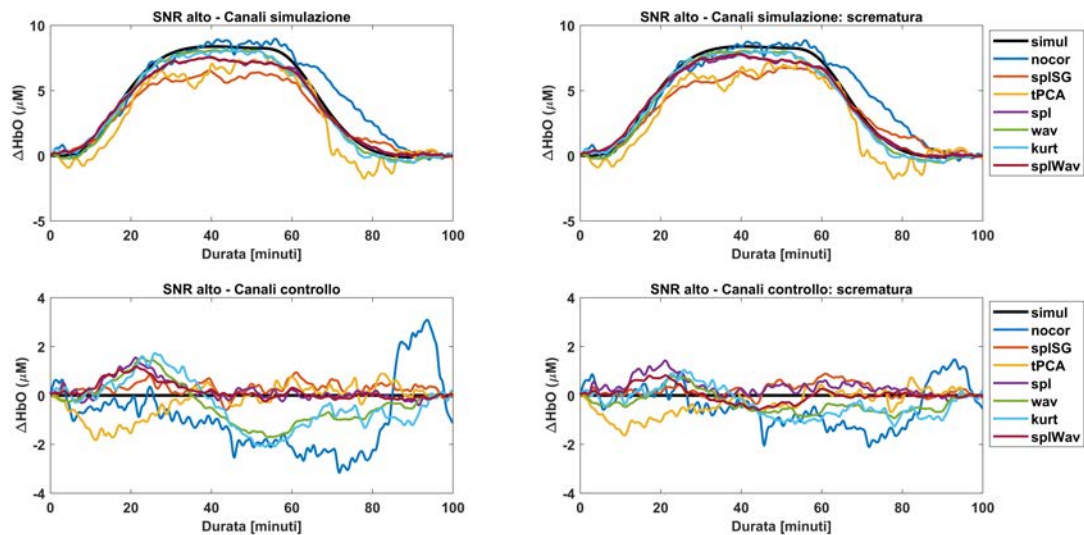 SNR alto - Canali simulazione
10
5
0
-5
ΔHbO (μM)
0 20 40 60 80 100
Durata [minuti]
SNR alto - Canali simulazione: scrematura
10
5
0
-5
ΔHbO (μM)
0 20 40 60 80 100
Durata [minuti]
simul
nocor
splSG
tPCA
spl
wav
kurt
splWav
SNR alto - Canali controllo
4
2
0
-2
-4
ΔHbO (μM)
0 20 40 60 80 100
Durata [minuti]
SNR alto - Canali controllo: scrematura
4
2
0
-2
-4
ΔHbO (μM)
0 20 40 60 80 100
Durata [minuti]
simul
nocor
splSG
tPCA
spl
wav
kurt
splWav